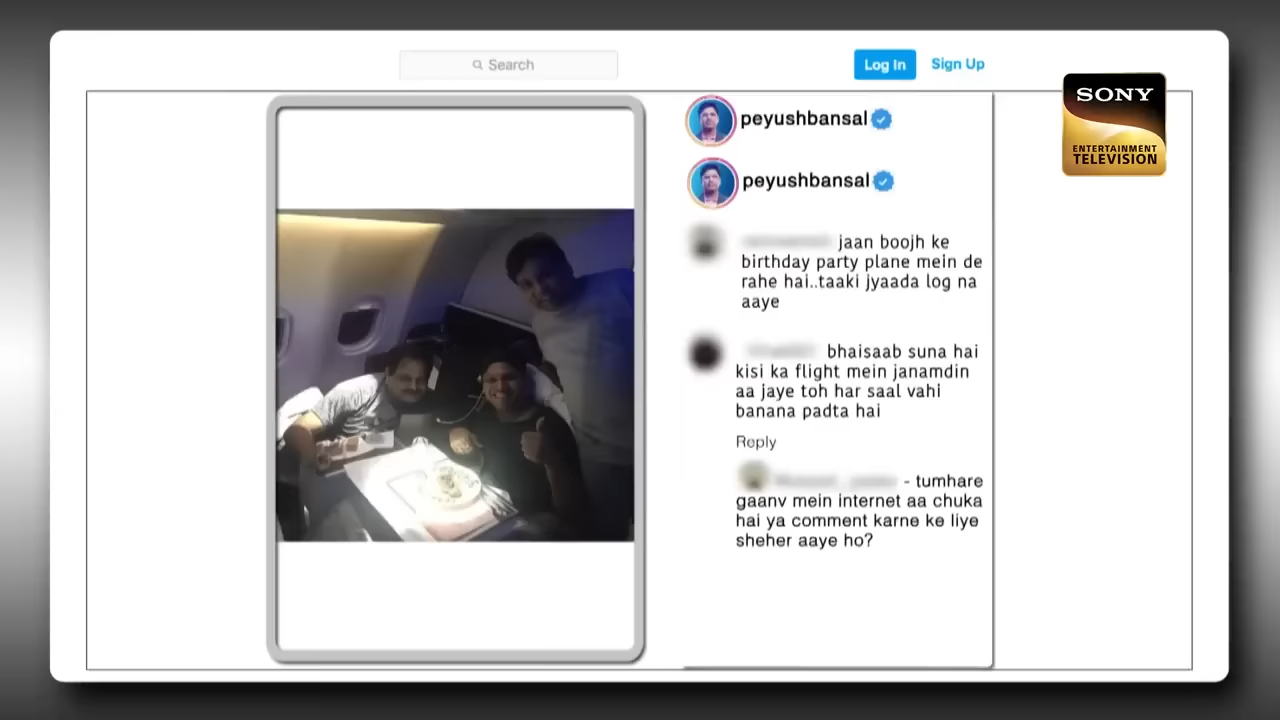 Search
Log In
Sign Up
SONY
ENTERTAINMENT
TELEVISION
peyushbansal
peyushbansal
jaan boojh ke
birthday party plane mein de
rahe hai..taaki jyaada log na
aaye
bhaisaab suna hai
kisi ka flight mein janamdin
aa jaye toh har saal vahi
banana padta hai
Reply
- tumhare
gaanv mein internet aa chuka
hai ya comment karne ke liye
sheher aaye ho?